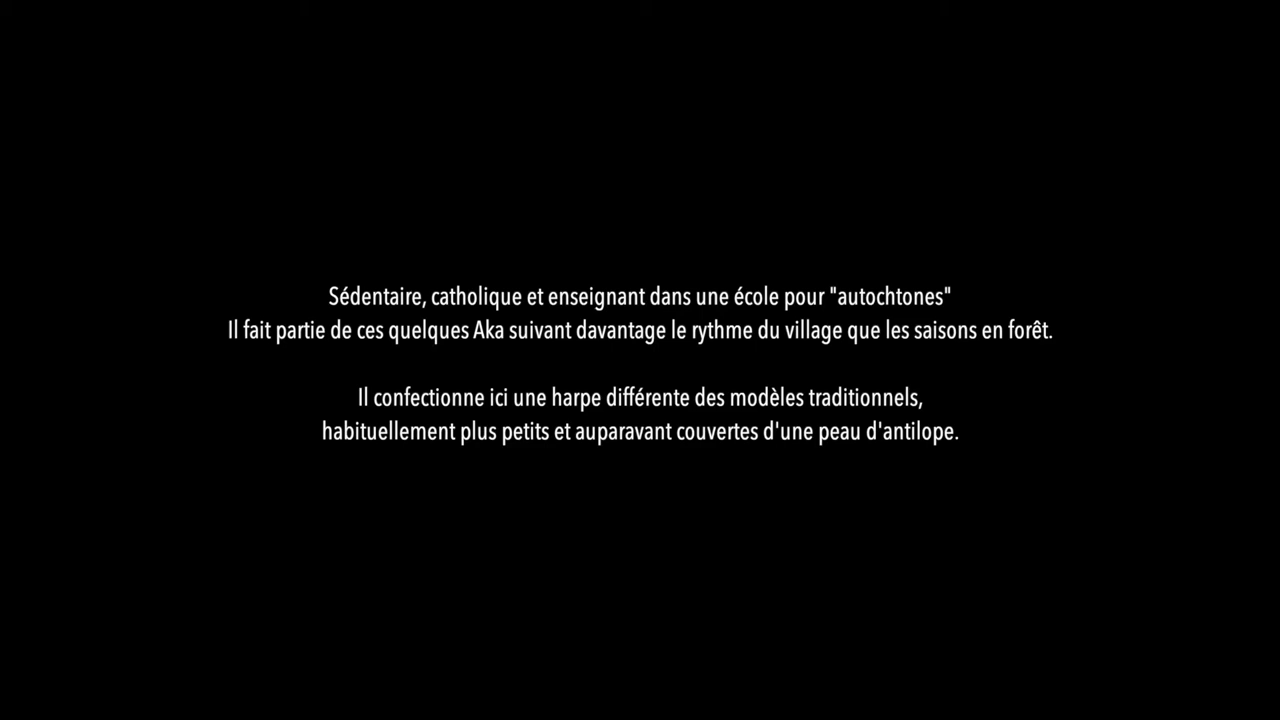 Sédentaire, catholique et enseignant dans une école pour "autochtones"
Il fait partie de ces quelques Aka suivant davantage le rythme du village que les saisons en forêt.
Il confectionne ici une harpe différente des modèles traditionnels,
habituellement plus petits et auparavant couvertes d'une peau d'antilope.